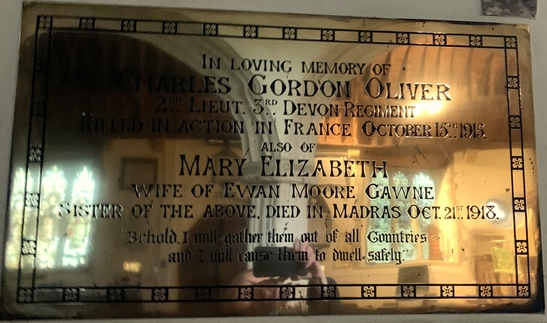 IN LOVING MEMORY OF
CHARLES GORDON OLIVER
2ND LIEUT. 3RD DEVON REGIMENT
KILLED IN ACTION IN FRANCE OCTOBER 15TH 1915.
ALSO OF
MARY ELIZABETH
WIFE OF EWAN MOORE GAWNE
SISTER OF THE ABOVE, DIED IN MADRAS OCT. 21ST 1918.
"Behold, I will gather them out of all Countries
and I will cause them to dwell safely."